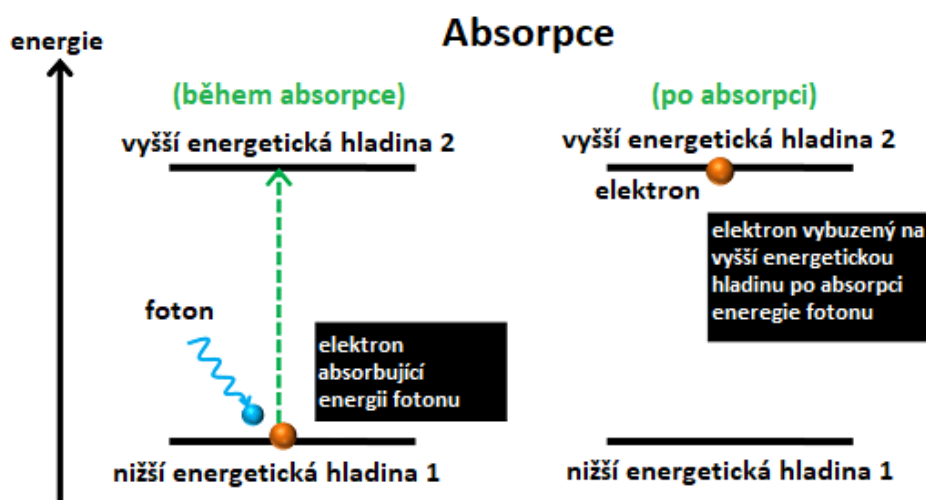 Absorpce
energie
(během absorpce)
vyšší energetická hladina 2
foton
elektron
absorbující
energii fotonu
nižší energetická hladina 1
(po absorpci)
vyšší energetická hladina 2
elektron
elektron vybuzený na
vyšší energetickou
hladinu po absorpci
eneregie fotonu
nižší energetická hladina 1